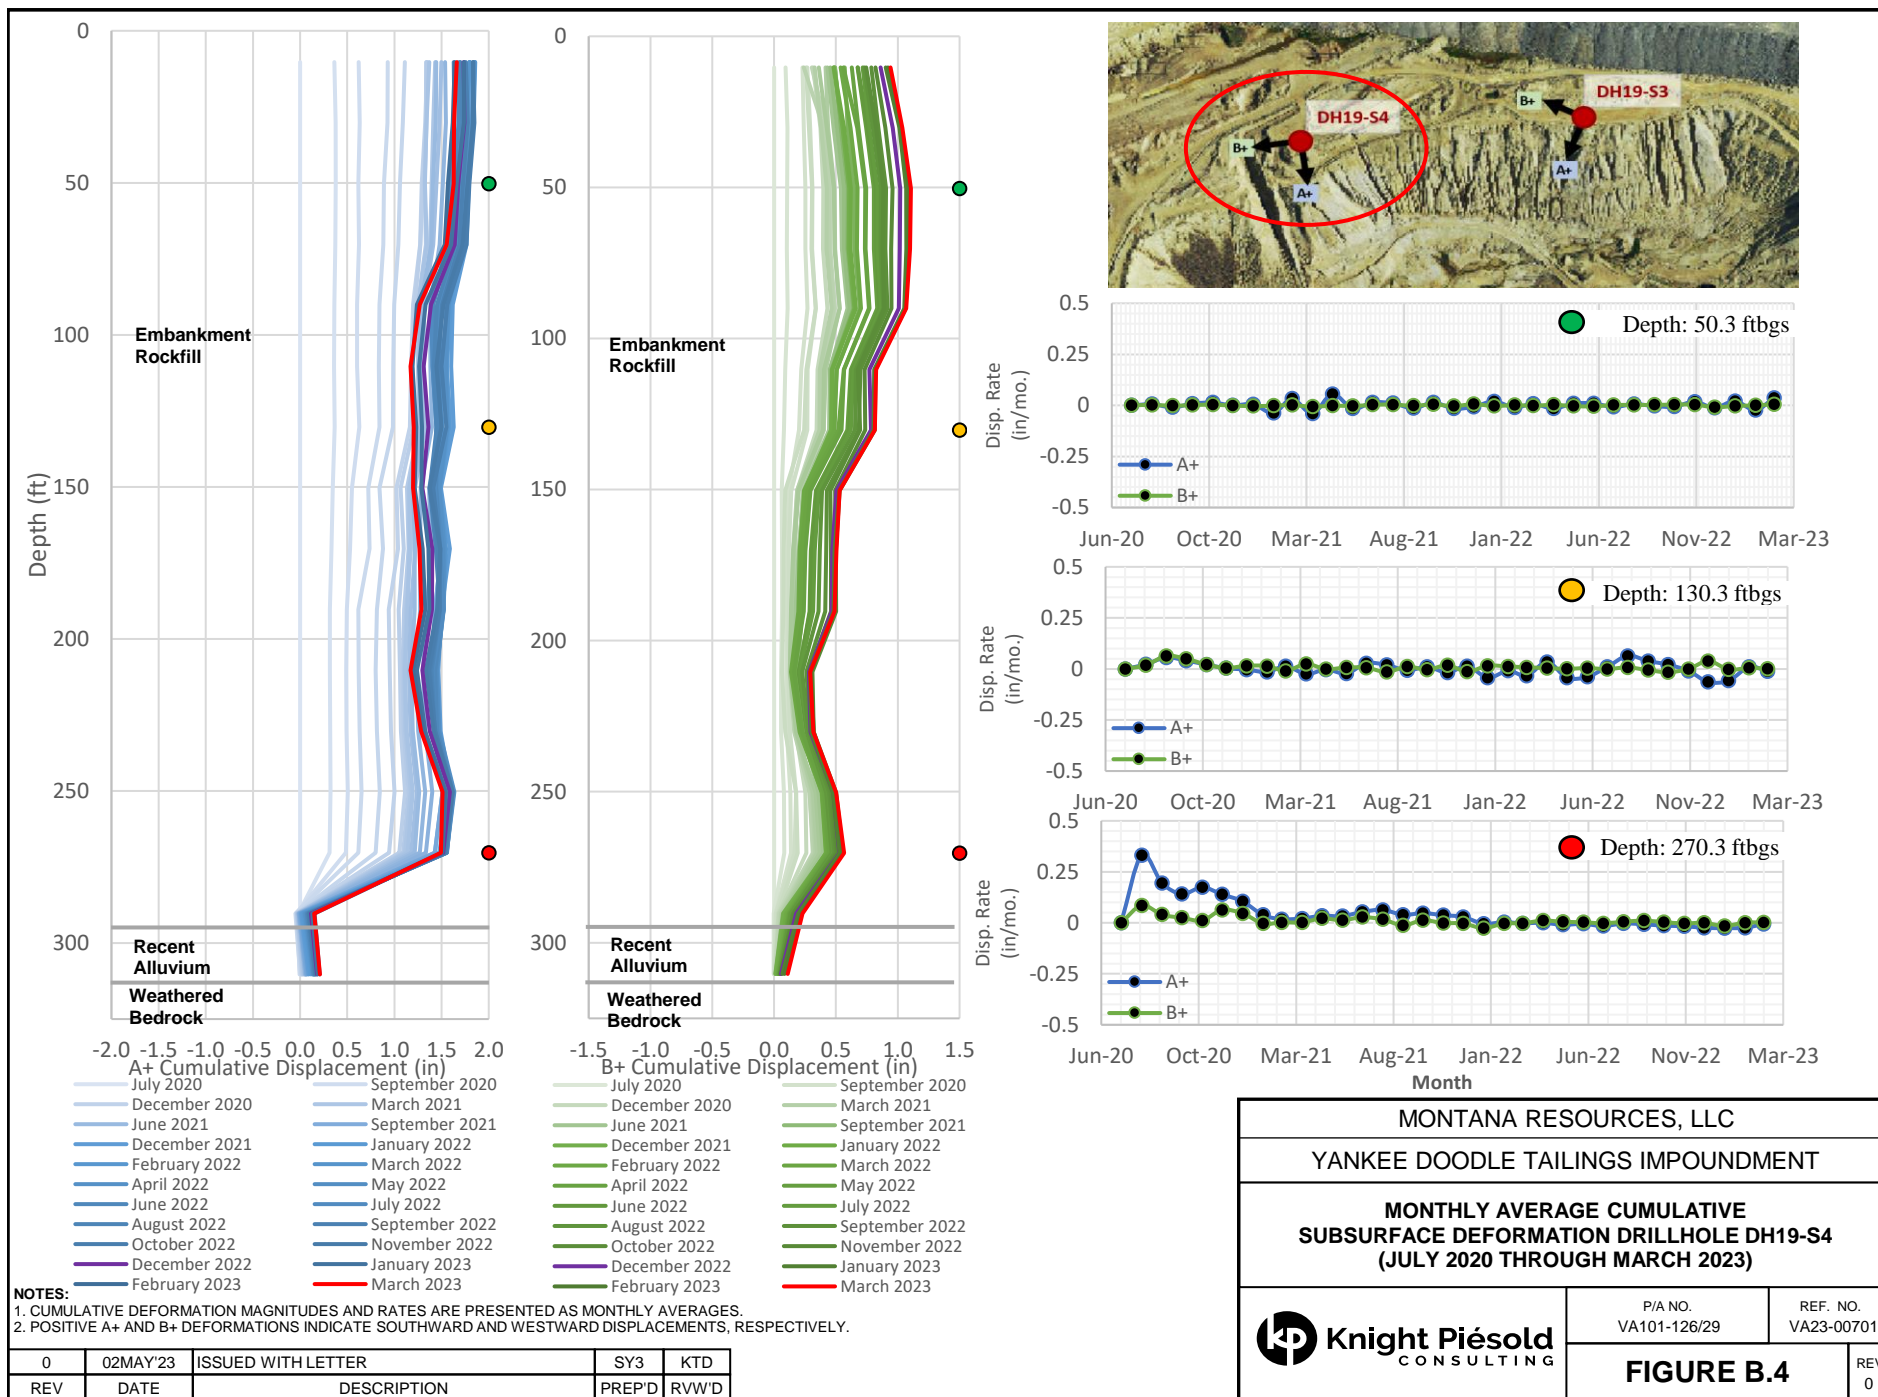 0
50
100
150
200
250
300
Depth (ft)
Embankment
Rockfill
Recent
Alluvium
Weathered
Bedrock
-2.0 -1.5 -1.0 -0.5 0.0 0.5 1.0 1.5 2.0
A+ Cumulative Displacement (in)
July 2020 September 2020
December 2020 March 2021
June 2021 September 2021
December 2021 January 2022
February 2022 March 2022
April 2022 May 2022
June 2022 July 2022
August 2022 September 2022
October 2022 November 2022
December 2022 January 2023
February 2023 March 2023
0
50
100
150
200
250
300
Embankment
Rockfill
Recent
Alluvium
Weathered
Bedrock
-1.5 -1.0 -0.5 0.0 0.5 1.0 1.5
B+ Cumulative Displacement (in)
July 2020 September 2020
December 2020 March 2021
June 2021 September 2021
December 2021 January 2022
February 2022 March 2022
April 2022 May 2022
June 2022 July 2022
August 2022 September 2022
October 2022 November 2022
December 2022 January 2023
February 2023 March 2023
DH19-S4
B+
A+
DH19-S3
B+
A+
Depth: 50.3 ftbgs
Disp. Rate
(in/mo.)
0.5
0.25
0
-0.25
-0.5
A+
B+
Jun-20 Oct-20 Mar-21 Aug-21 Jan-22 Jun-22 Nov-22 Mar-23
Depth: 130.3 ftbgs
Disp. Rate
(in/mo.)
0.5
0.25
0
-0.25
-0.5
A+
B+
Jun-20 Oct-20 Mar-21 Aug-21 Jan-22 Jun-22 Nov-22 Mar-23
Depth: 270.3 ftbgs
Disp. Rate
(in/mo.)
0.5
0.25
0
-0.25
-0.5
A+
B+
Jun-20 Oct-20 Mar-21 Aug-21 Jan-22 Jun-22 Nov-22 Mar-23
Month
NOTES:
1. CUMULATIVE DEFORMATION MAGNITUDES AND RATES ARE PRESENTED AS MONTHLY AVERAGES.
2. POSITIVE A+ AND B+ DEFORMATIONS INDICATE SOUTHWARD AND WESTWARD DISPLACEMENTS, RESPECTIVELY.
0 02MAY'23 ISSUED WITH LETTER SY3 KTD
REV DATE DESCRIPTION PREP'D RVW'D
MONTANA RESOURCES, LLC
YANKEE DOODLE TAILINGS IMPOUNDMENT
MONTHLY AVERAGE CUMULATIVE
SUBSURFACE DEFORMATION DRILLHOLE DH19-S4
(JULY 2020 THROUGH MARCH 2023)
kp Knight Piésold
CONSULTING
P/A NO.
VA101-126/29
REF. NO.
VA23-00701
FIGURE B.4
REV
0